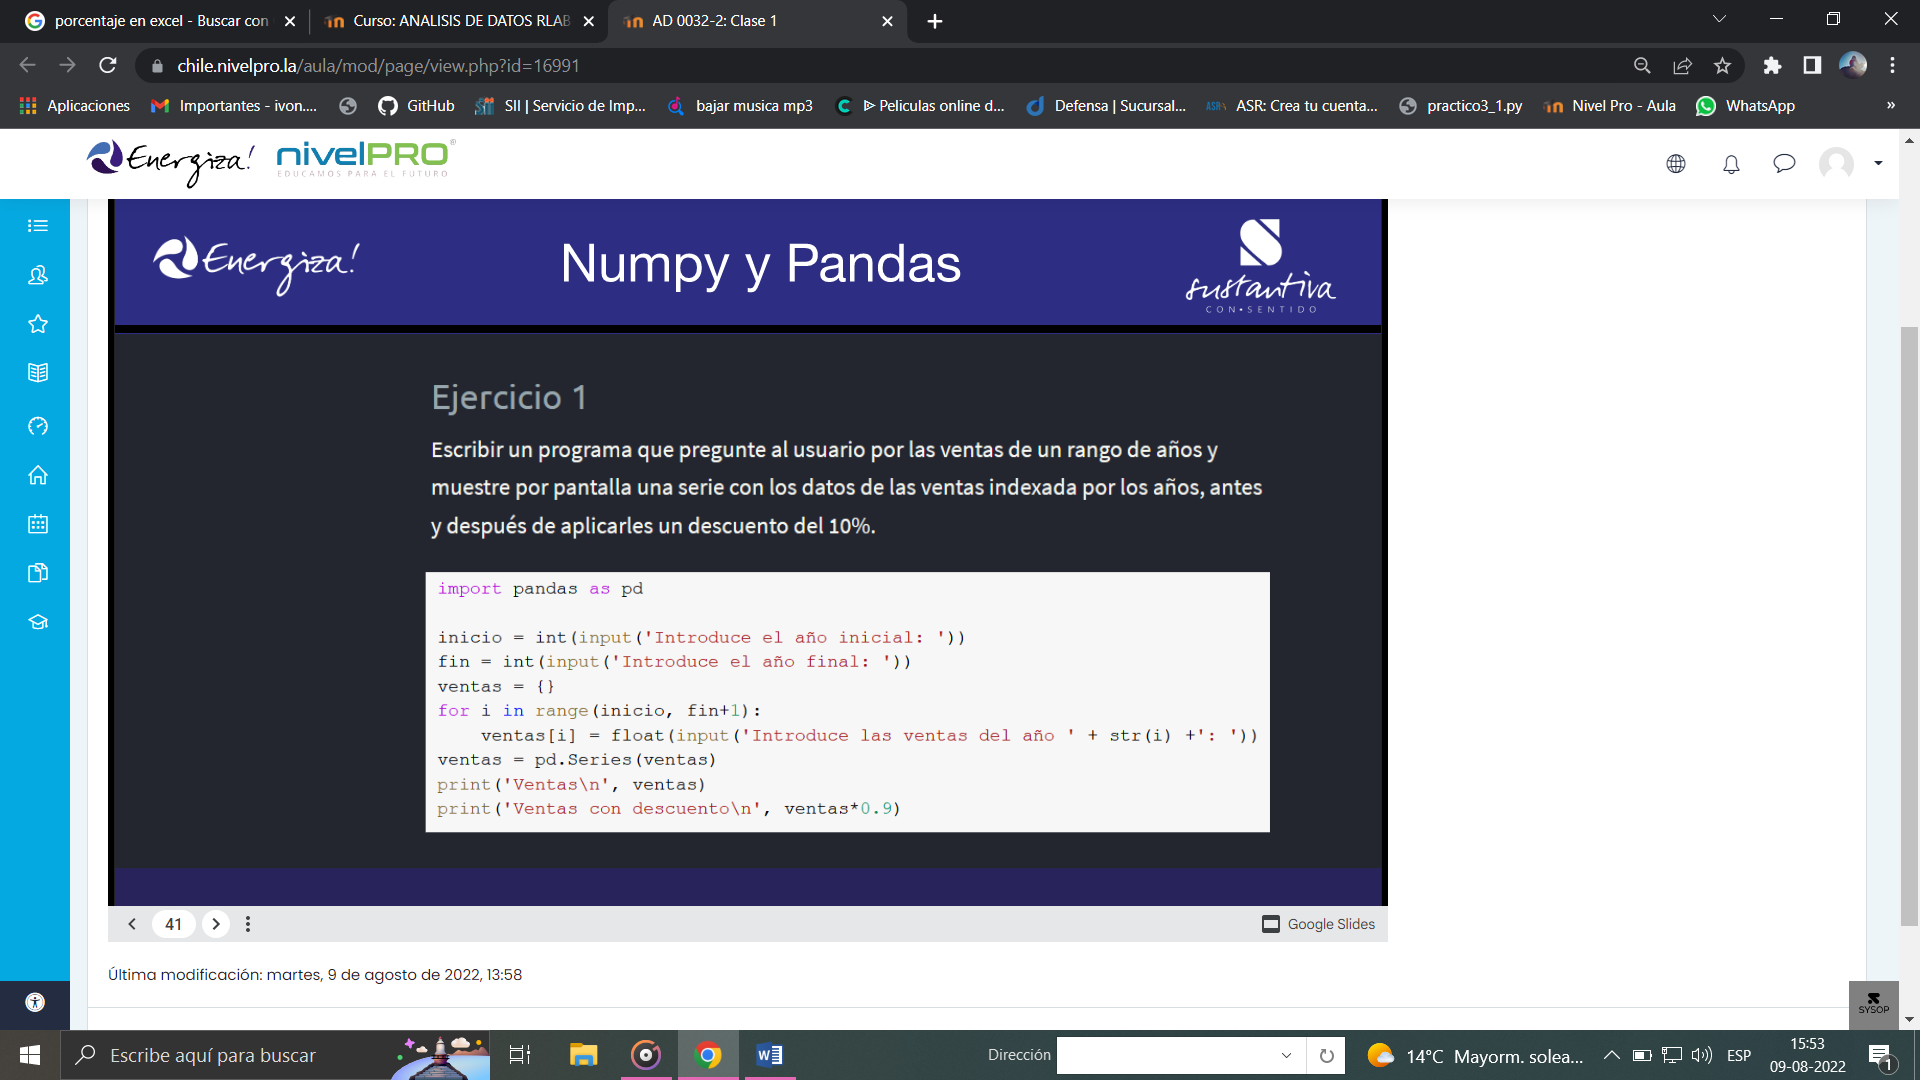 porcentaje en excel - Buscar con
Curso: ANALISIS DE DATOS RLAB
AD 0032-2: Clase 1
chile.nivelpro.la/aula/mod/page/view.php?id=16991
Aplicaciones
Importantes - ivon....
GitHub
SII | Servicio de Imp...
bajar musica mp3
Peliculas online d...
Defensa | Sucursal...
ASR: Crea tu cuenta...
practico3_1.py
Nivel Pro - Aula
WhatsApp
»
Energiza!
nivelPRO
EDUCAMOS PARA EL FUTURO
Energiza!
Numpy y Pandas
sustantiva
CON•SENTIDO
Ejercicio 1
Escribir un programa que pregunte al usuario por las ventas de un rango de años y
muestre por pantalla una serie con los datos de las ventas indexada por los años, antes
y después de aplicarles un descuento del 10%.
import pandas as pd
inicio = int(input('Introduce el año inicial: '))
fin = int(input('Introduce el año final: '))
ventas = {}
for i in range(inicio, fin+1):
    ventas[i] = float(input('Introduce las ventas del año ' + str(i) +': '))
ventas = pd.Series(ventas)
print('Ventas\n', ventas)
print('Ventas con descuento\n', ventas*0.9)
41
Google Slides
Última modificación: martes, 9 de agosto de 2022, 13:58
SYSOP
Escribe aquí para buscar
Dirección
14°C Mayorm. solea...
ESP
15:53
09-08-2022
1